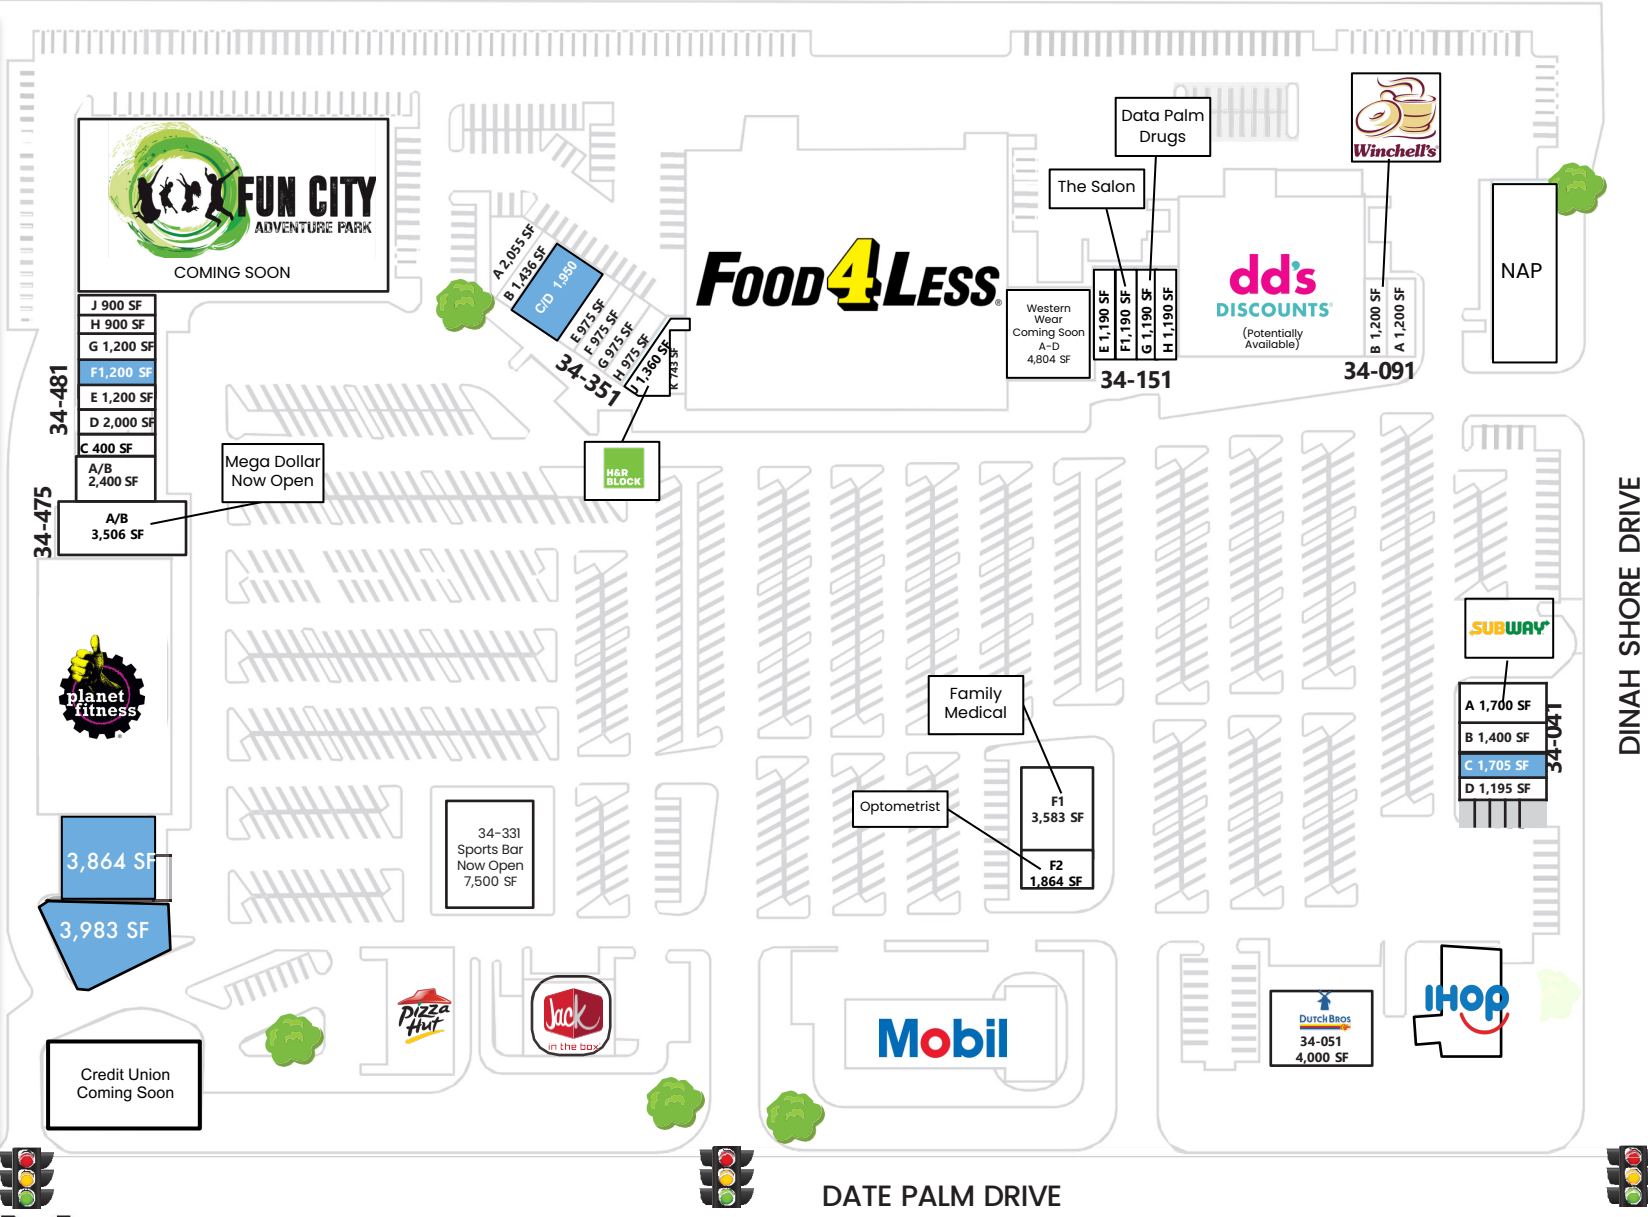 FUN CITY
ADVENTURE PARK
COMING SOON
J 900 SF
H 900 SF
G 1,200 SF
F1,200 SF
E 1,200 SF
D 2,000 SF
C 400 SF
A/B
2,400 SF
34-481
A/B
3,506 SF
34-475
Mega Dollar
Now Open
planet
fitness
3,864 SF
3,983 SF
Credit Union
Coming Soon
A 2,055 SF
B 1,436 SF
C/D 1,950
E 975 SF
F 975 SF
G 975 SF
H 975 SF
J 1,360 SF
K 743 SF
34-351
H&R
BLOCK
FOOD 4 LESS
Western
Wear
Coming Soon
A-D
4,804 SF
The Salon
Data Palm
Drugs
E 1,190 SF
F1,190 SF
G 1,190 SF
H 1,190 SF
34-151
dd's
DISCOUNTS
(Potentially
Available)
Winchell's
B 1,200 SF
A 1,200 SF
34-091
NAP
DINAH SHORE DRIVE
SUBWAY
A 1,700 SF
B 1,400 SF
C 1,705 SF
D 1,195 SF
34-041
Family
Medical
Optometrist
F1
3,583 SF
F2
1,864 SF
34-331
Sports Bar
Now Open
7,500 SF
Pizza
Hut
Jack
in the box
Mobil
DUTCH BROS
34-051
4,000 SF
IHOP
DATE PALM DRIVE